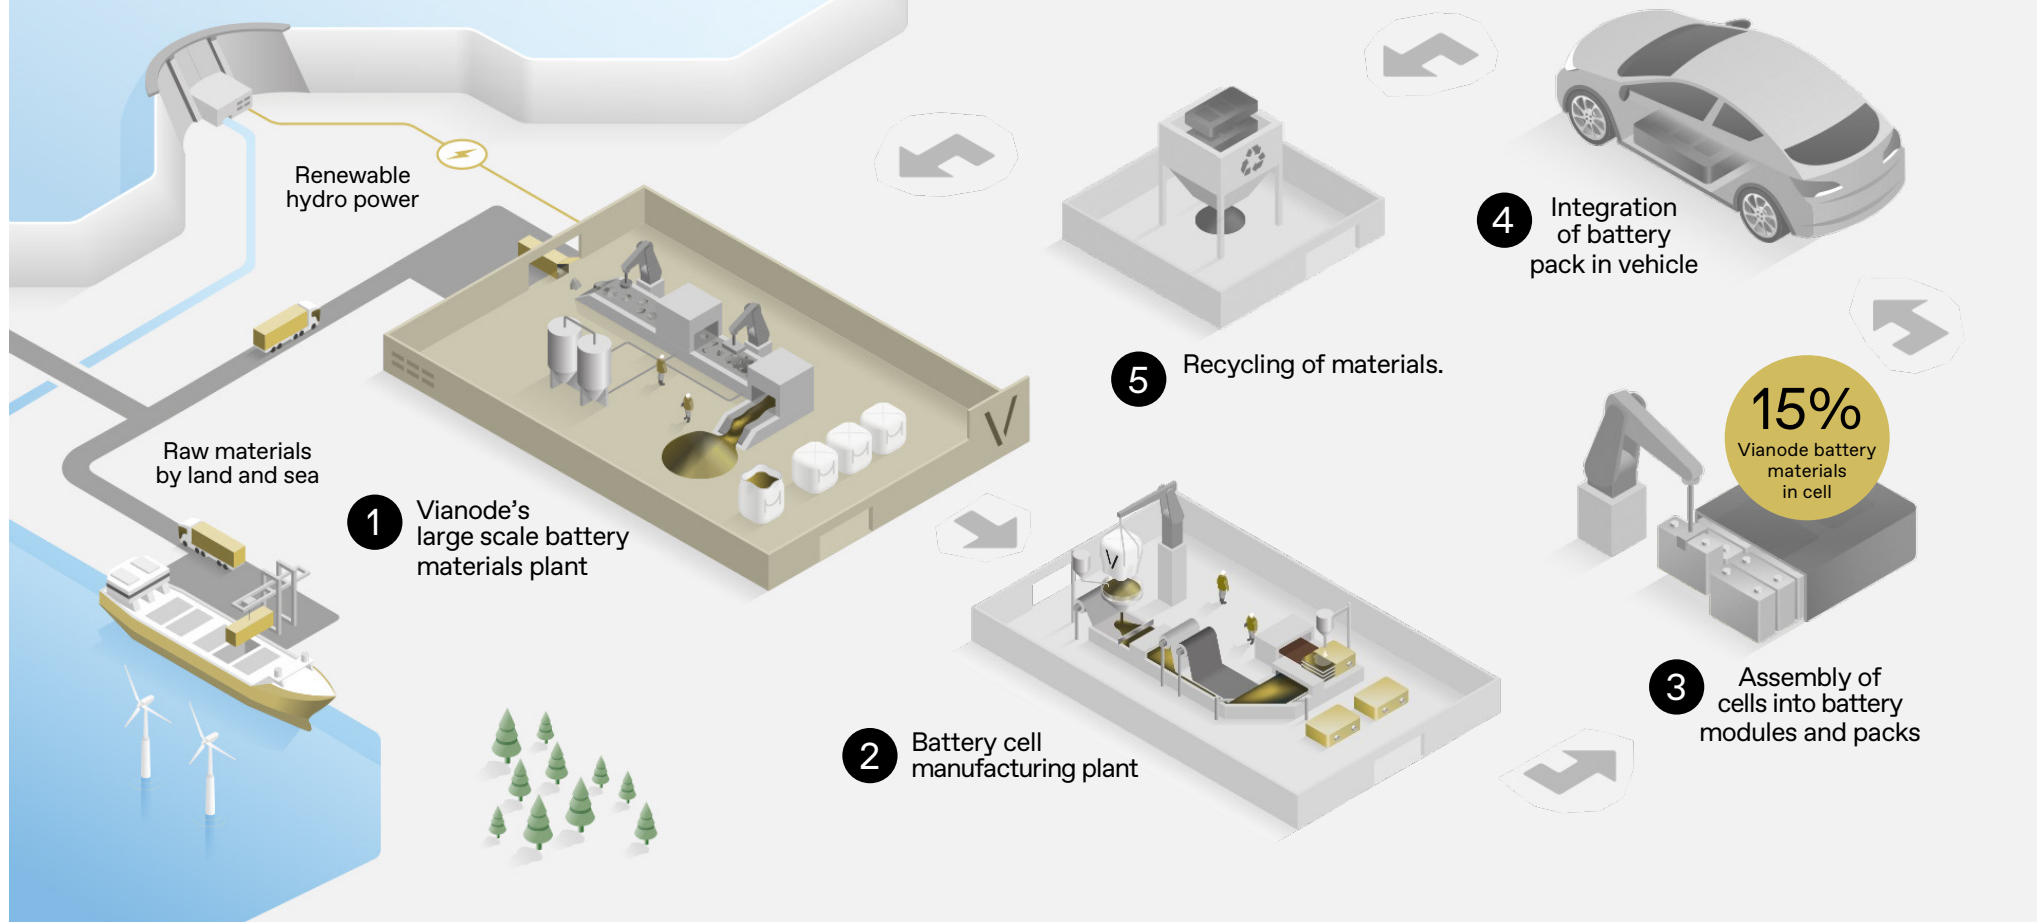 Renewable
hydro power
Raw materials
by land and sea
1
Vianode’s
large scale battery
materials plant
2
Battery cell
manufacturing plant
15%
Vianode battery
materials
in cell
3
Assembly of
cells into battery
modules and packs
4
Integration
of battery
pack in vehicle
5
Recycling of materials.